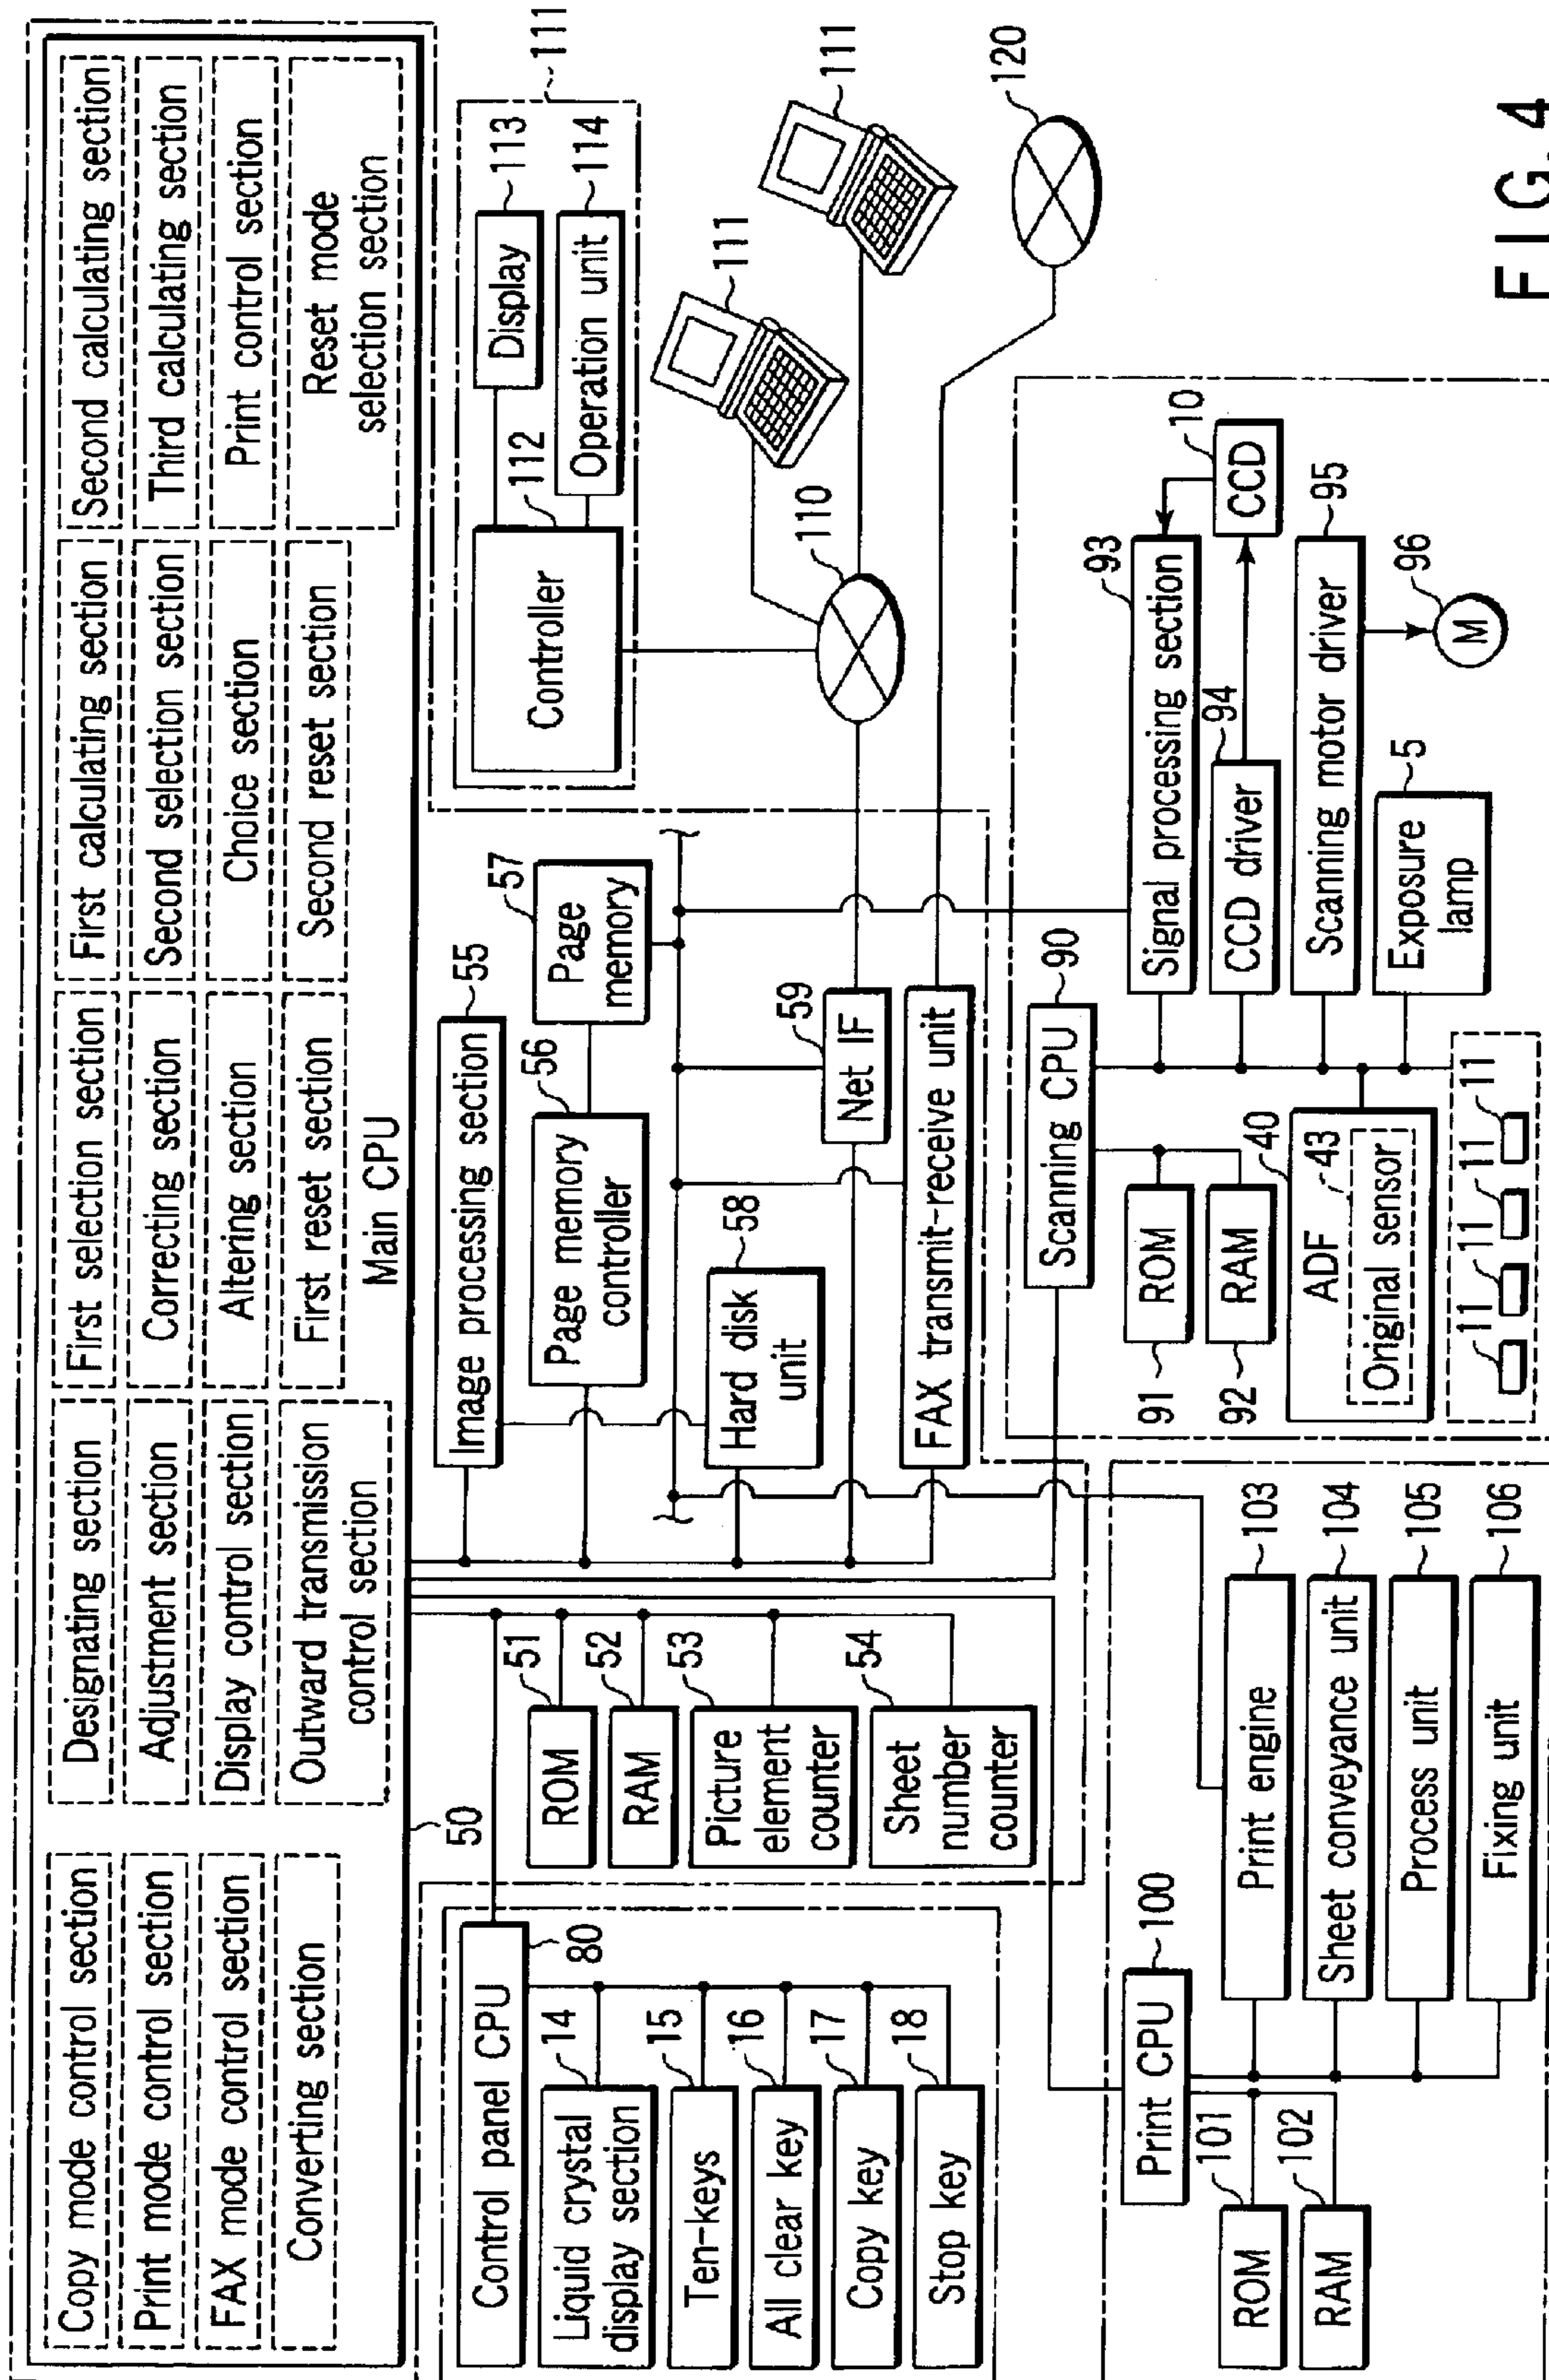 Copy mode control section
Print mode control section
FAX mode control section
Converting section
Designating section
Adjustment section
Display control section
Outward transmission
control section
First selection section
Correcting section
Altering section
First reset section
First calculating section
Second selection section
Choice section
Second reset section
Second calculating section
Third calculating section
Print control section
Reset mode
selection section
Main CPU
50
Control panel CPU
80
Liquid crystal
display section
14
Ten-keys
15
All clear key
16
Copy key
17
Stop key
18
ROM
51
RAM
52
Picture
element
counter
53
Sheet
number
counter
54
Image processing section
55
Page memory
controller
56
Page
memory
57
Hard disk
unit
58
Net IF
59
FAX transmit-receive unit
Controller
112
Display
113
Operation unit
114
111
110
111
111
120
Print CPU
100
ROM
101
RAM
102
Print engine
103
Sheet conveyance unit
104
Process unit
105
Fixing unit
106
Scanning CPU
90
ROM
91
RAM
92
ADF
40
Original sensor
43
11
11
11
11
Signal processing section
93
CCD driver
94
CCD
10
Scanning motor driver
95
M
96
Exposure
lamp
5
FIG. 4